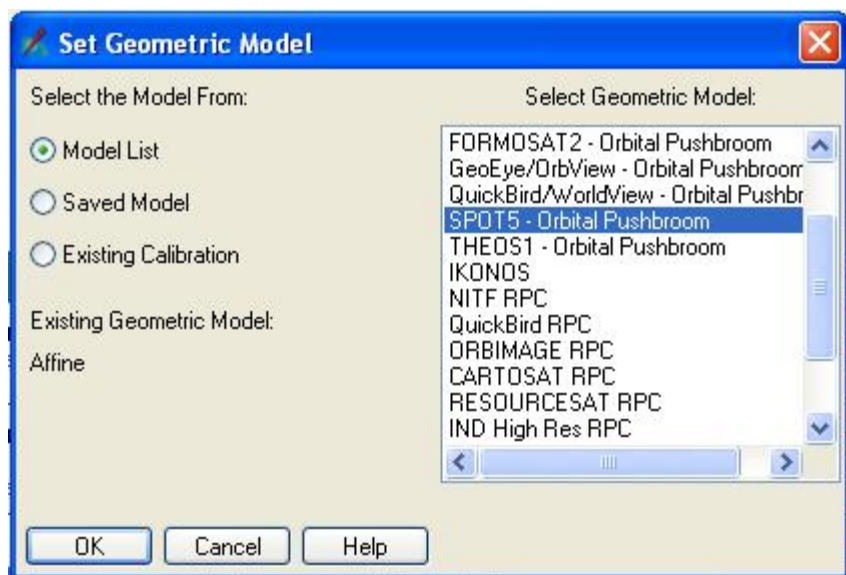 Set Geometric Model
Select the Model From:
Model List
Saved Model
Existing Calibration
Existing Geometric Model:
Affine
Select Geometric Model:
FORMOSAT2 - Orbital Pushbroom
GeoEye/OrbView - Orbital Pushbroom
QuickBird/WorldView - Orbital Pushbr
SPOT5 - Orbital Pushbroom
THEOS1 - Orbital Pushbroom
IKONOS
NITF RPC
QuickBird RPC
ORBIMAGE RPC
CARTOSAT RPC
RESOURCESAT RPC
IND High Res RPC
OK
Cancel
Help